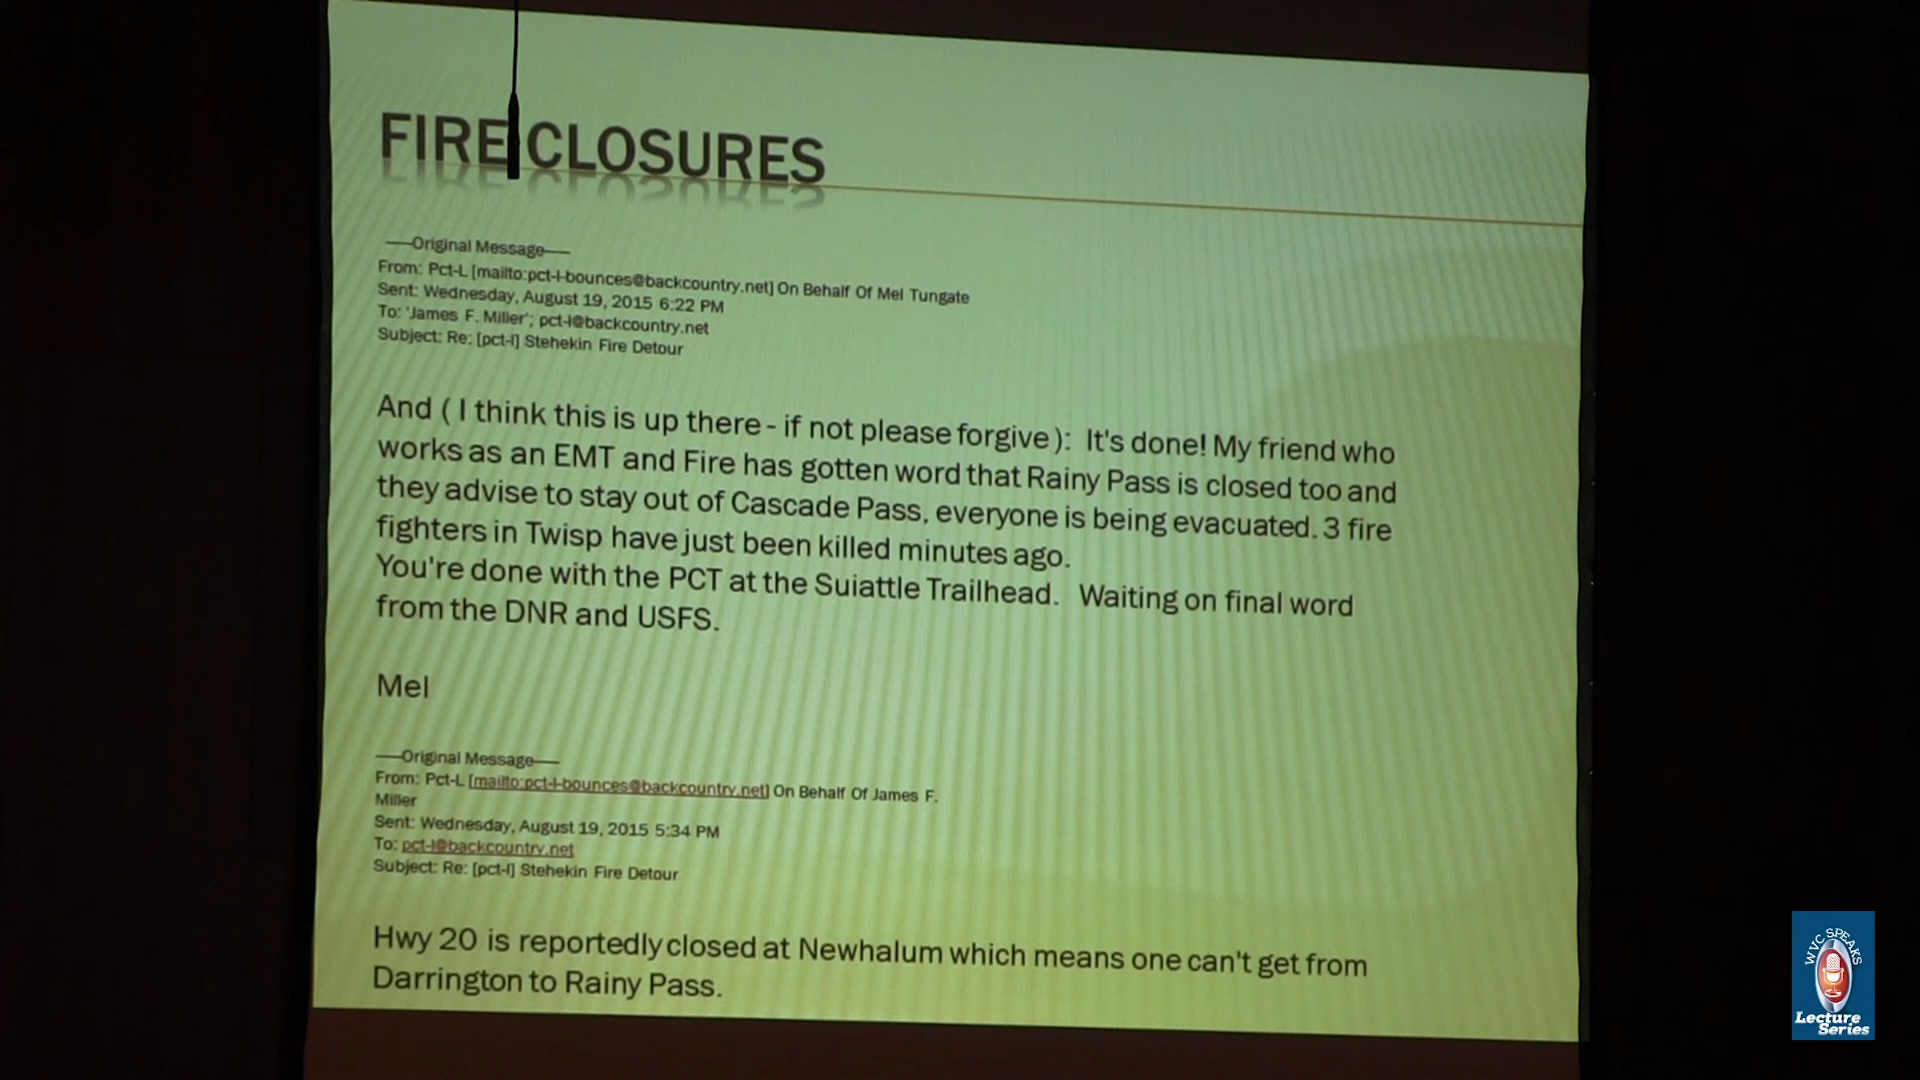 FIRE CLOSURES
-----Original Message-----
From: Pct-L [mailto:pct-l-bounces@backcountry.net] On Behalf Of Mel Tungate
Sent: Wednesday, August 19, 2015 6:22 PM
To: 'James F. Miller'; pct-l@backcountry.net
Subject: Re: [pct-l] Stehekin Fire Detour
And ( I think this is up there - if not please forgive ): It's done! My friend who
works as an EMT and Fire has gotten word that Rainy Pass is closed too and
they advise to stay out of Cascade Pass, everyone is being evacuated. 3 fire
fighters in Twisp have just been killed minutes ago.
You're done with the PCT at the Suiattle Trailhead. Waiting on final word
from the DNR and USFS.
Mel
-----Original Message-----
From: Pct-L [mailto:pct-l-bounces@backcountry.net] On Behalf Of James F.
Miller
Sent: Wednesday, August 19, 2015 5:34 PM
To: pct-l@backcountry.net
Subject: Re: [pct-l] Stehekin Fire Detour
Hwy 20 is reportedly closed at Newhalum which means one can't get from
Darrington to Rainy Pass.
WVC SPEAKS
Lecture
Series